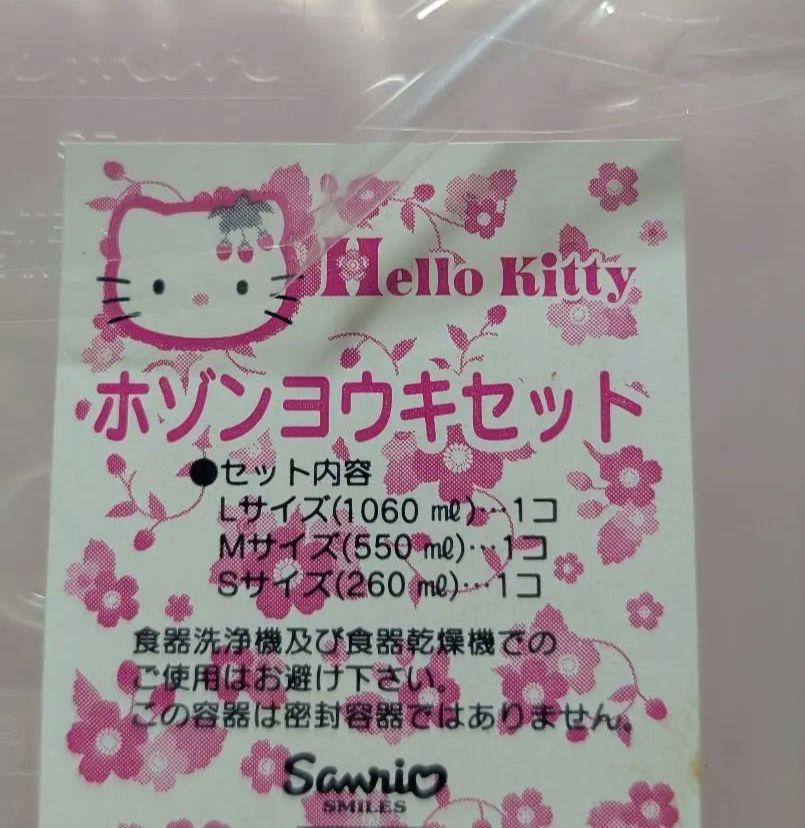 Hello Kitty
ホゾンヨウキセット
●セット内容
Lサイズ(1060 ㎖)…1コ
Mサイズ(550 ㎖)…1コ
Sサイズ(260 ㎖)…1コ
食器洗浄機及び食器乾燥機での
ご使用はお避け下さい。
この容器は密封容器ではありません。
Sanrio
SMILES